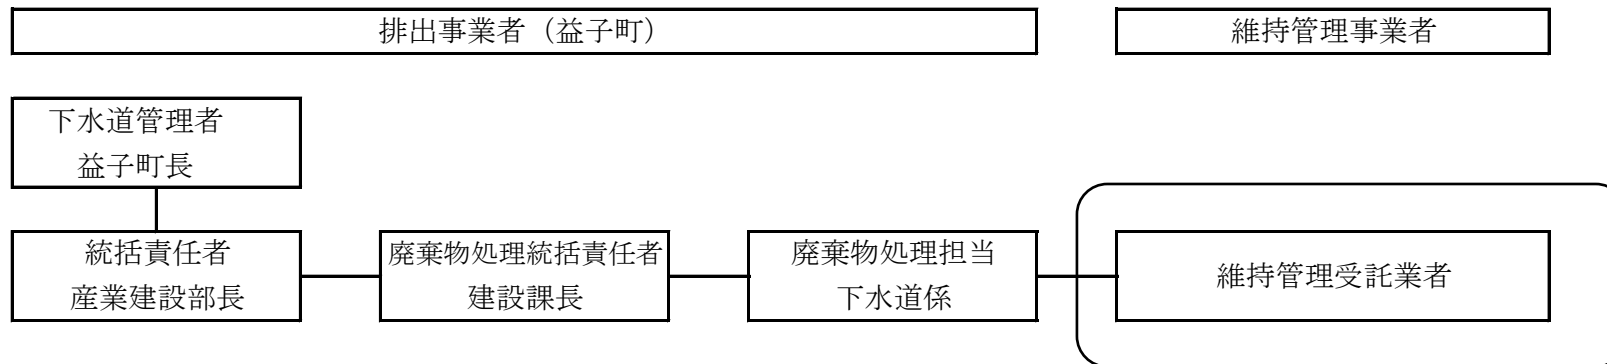 排出事業者（益子町）
維持管理事業者
下水道管理者
益子町長
統括責任者
産業建設部長
廃棄物処理統括責任者
建設課長
廃棄物処理担当
下水道係
維持管理受託業者